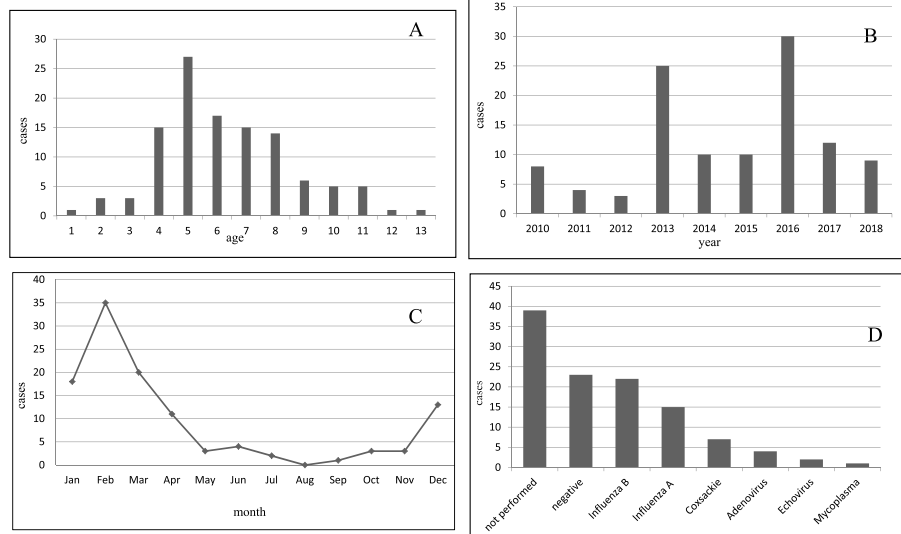 A
30
25
20
15
10
5
0
cases
1 2 3 4 5 6 7 8 9 10 11 12 13
age
B
35
30
25
20
15
10
5
0
cases
2010 2011 2012 2013 2014 2015 2016 2017 2018
year
C
40
35
30
25
20
15
10
5
0
cases
Jan Feb Mar Apr May Jun Jul Aug Sep Oct Nov Dec
month
D
45
40
35
30
25
20
15
10
5
0
cases
not performed
negative
Influenza B
Influenza A
Coxsackie
Adenovirus
Echovirus
Mycoplasma